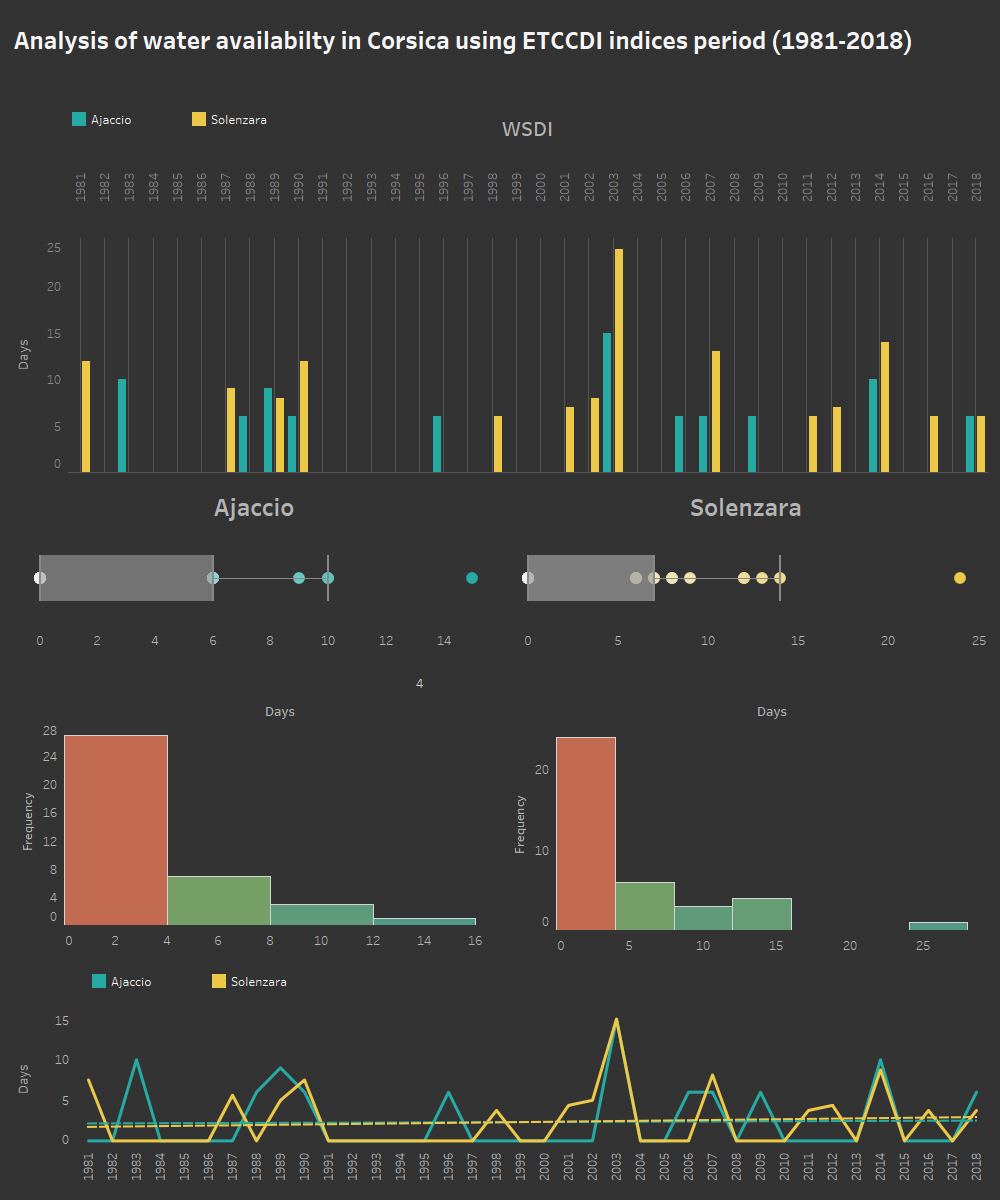 Analysis of water availabilty in Corsica using ETCCDI indices period (1981-2018)
Ajaccio Solenzara
WSDI
1981 1982 1983 1984 1985 1986 1987 1988 1989 1990 1991 1992 1993 1994 1995 1996 1997 1998 1999 2000 2001 2002 2003 2004 2005 2006 2007 2008 2009 2010 2011 2012 2013 2014 2015 2016 2017 2018
Days
25
20
15
10
5
0
Ajaccio Solenzara
0 2 4 6 8 10 12 14
0 5 10 15 20 25
4
Days Days
Frequency
28
24
20
16
12
8
4
0
0 2 4 6 8 10 12 14 16
Frequency
20
10
0
0 5 10 15 20 25
Ajaccio Solenzara
Days
15
10
5
0
1981 1982 1983 1984 1985 1986 1987 1988 1989 1990 1991 1992 1993 1994 1995 1996 1997 1998 1999 2000 2001 2002 2003 2004 2005 2006 2007 2008 2009 2010 2011 2012 2013 2014 2015 2016 2017 2018